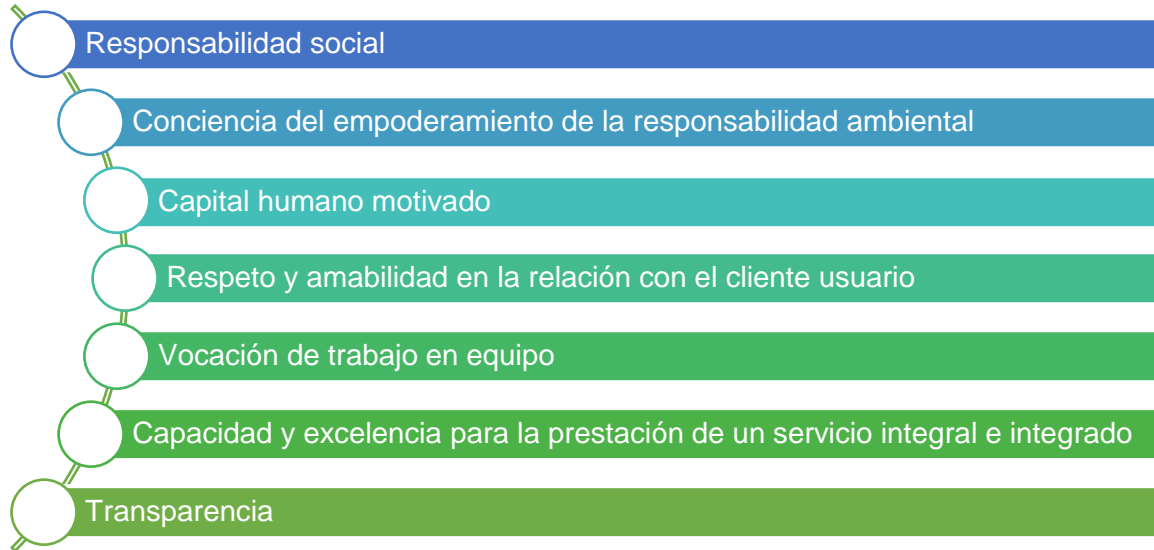 Responsabilidad social
Conciencia del empoderamiento de la responsabilidad ambiental
Capital humano motivado
Respeto y amabilidad en la relación con el cliente usuario
Vocación de trabajo en equipo
Capacidad y excelencia para la prestación de un servicio integral e integrado
Transparencia